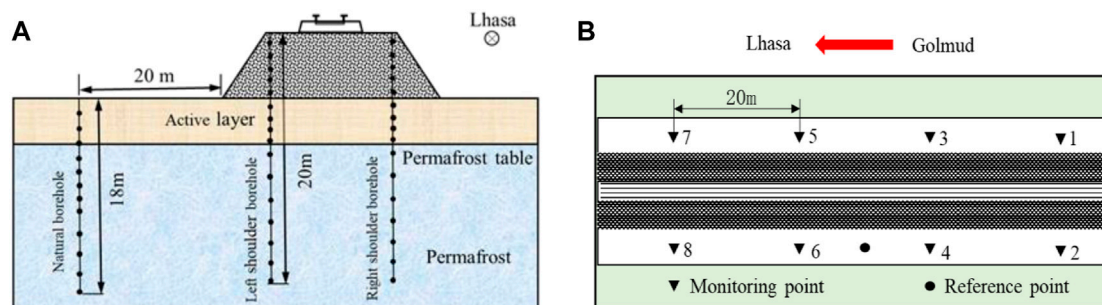 A
Lhasa
20 m
Active layer
Permafrost table
Natural borehole
18m
Left shoulder borehole
20m
Right shoulder borehole
Permafrost
B
Lhasa
Golmud
20m
7
5
3
1
8
6
4
2
Monitoring point
Reference point